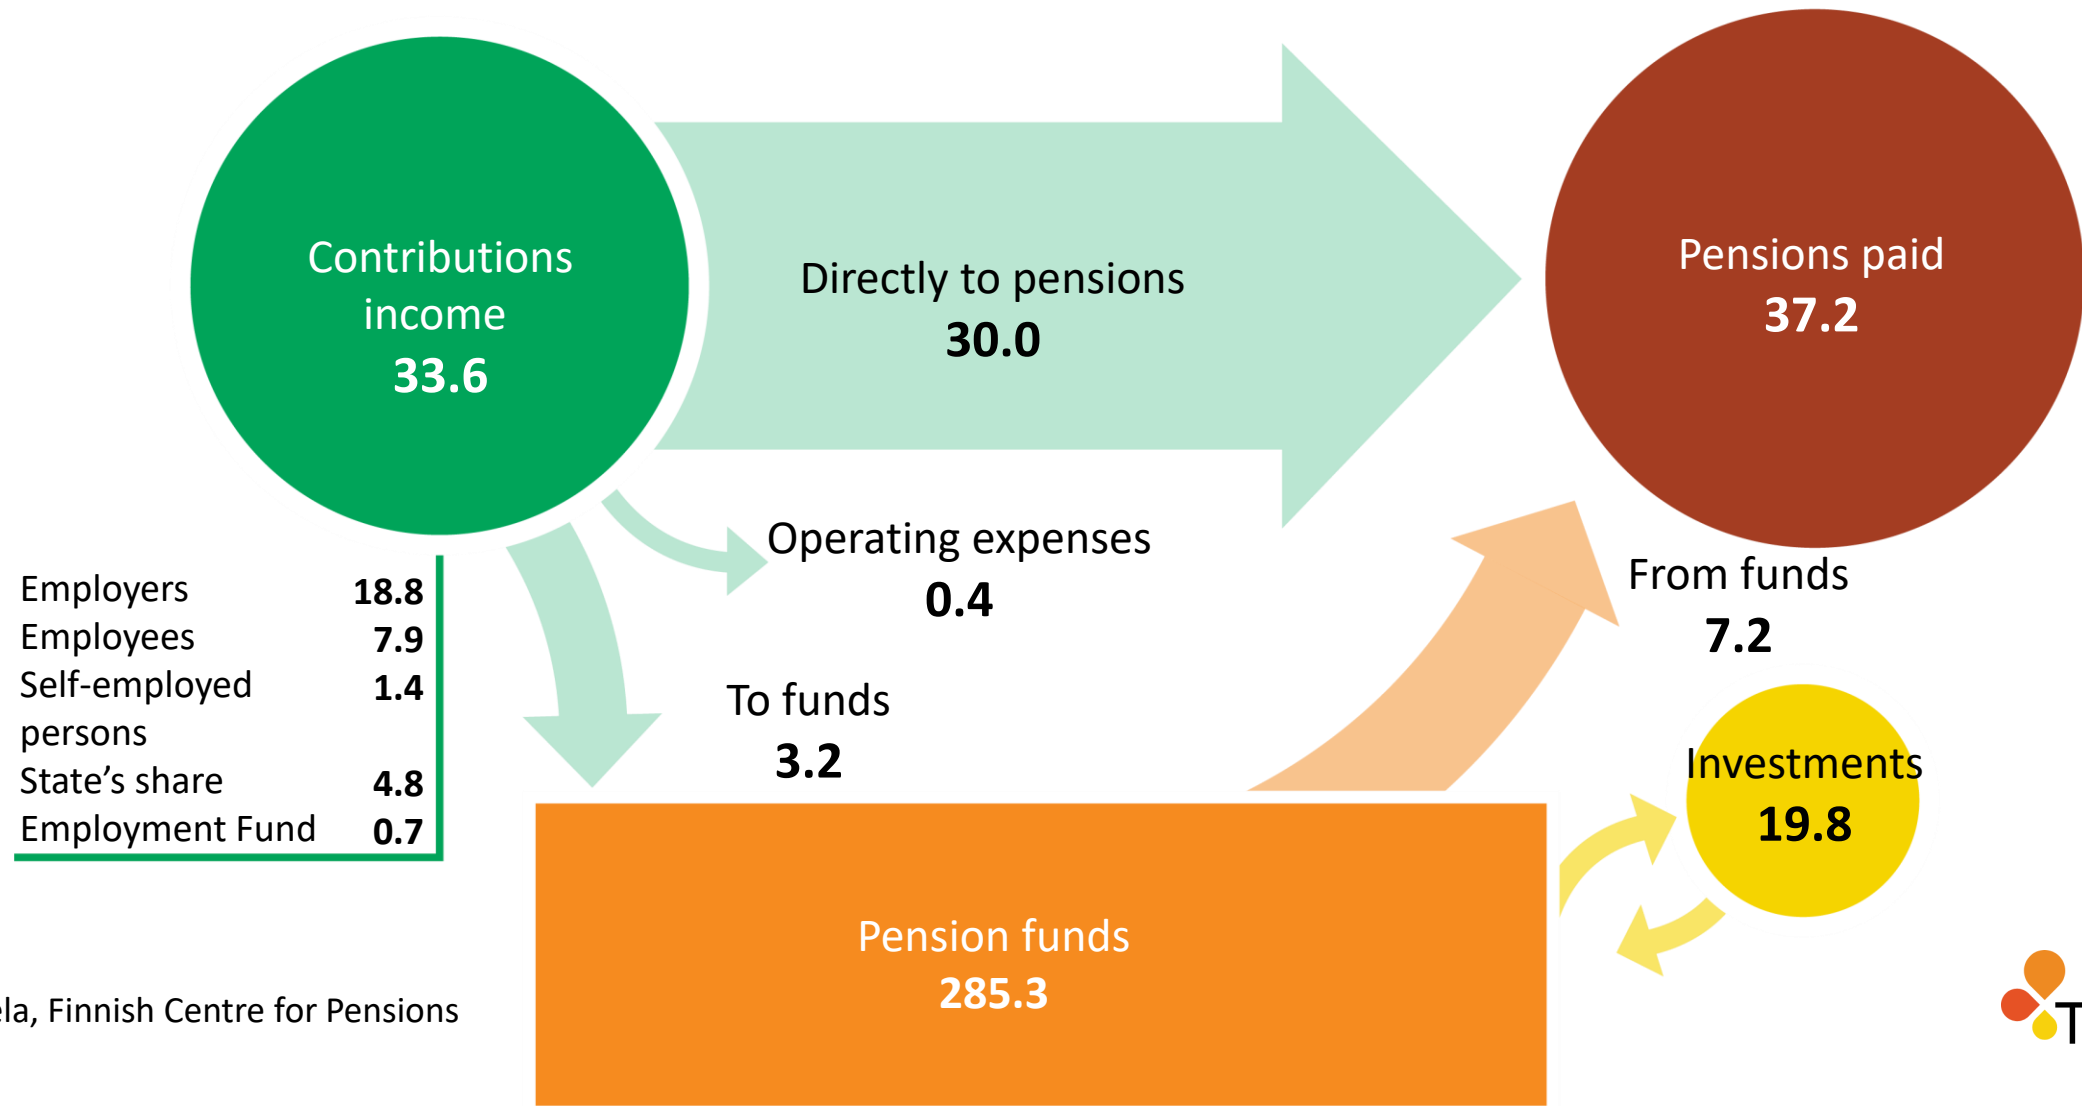 Contributions
income
33.6
Directly to pensions
30.0
Pensions paid
37.2
Operating expenses
0.4
From funds
7.2
Employers 18.8
Employees 7.9
Self-employed 1.4
persons
State’s share 4.8
Employment Fund 0.7
To funds
3.2
Investments
19.8
Pension funds
285.3
Finnish Centre for Pensions
T